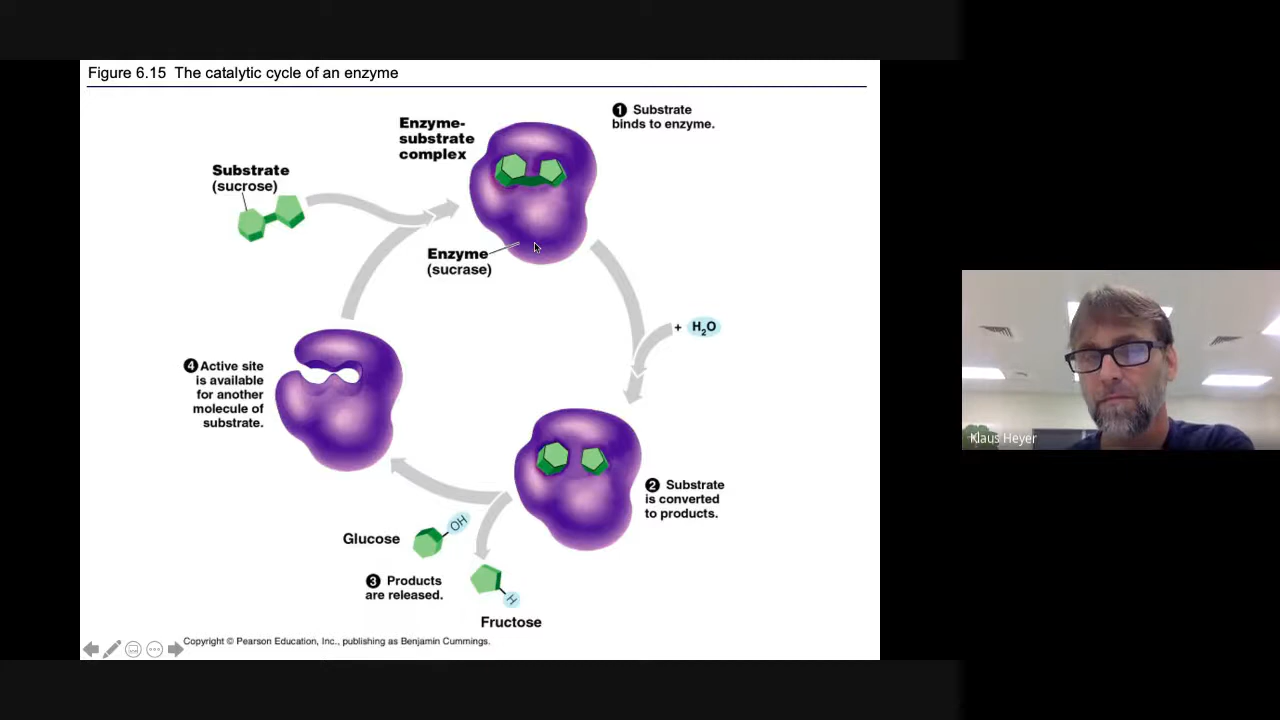 Figure 6.15 The catalytic cycle of an enzyme
Enzyme-
substrate
complex
❶ Substrate
binds to enzyme.
Substrate
(sucrose)
Enzyme
(sucrase)
+ H₂O
❹ Active site
is available
for another
molecule of
substrate.
❷ Substrate
is converted
to products.
Glucose
OH
❸ Products
are released.
H
Fructose
Copyright © Pearson Education, Inc., publishing as Benjamin Cummings.
Klaus Heyer